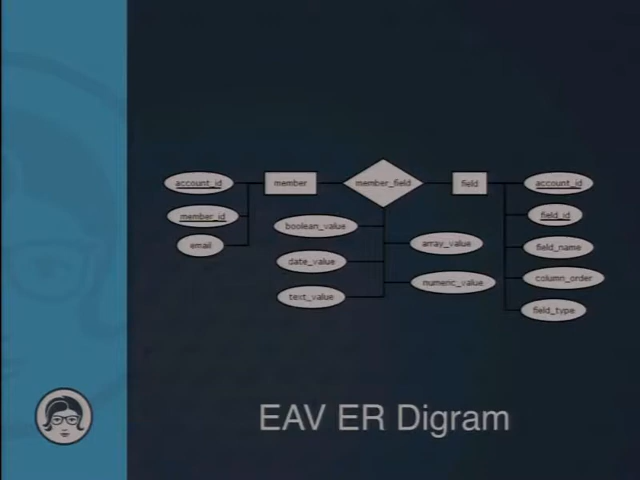 account_id
member
member_field
field
account_id
member_id
boolean_value
array_value
field_id
email
date_value
field_name
text_value
numeric_value
column_order
field_type
EAV ER Digram